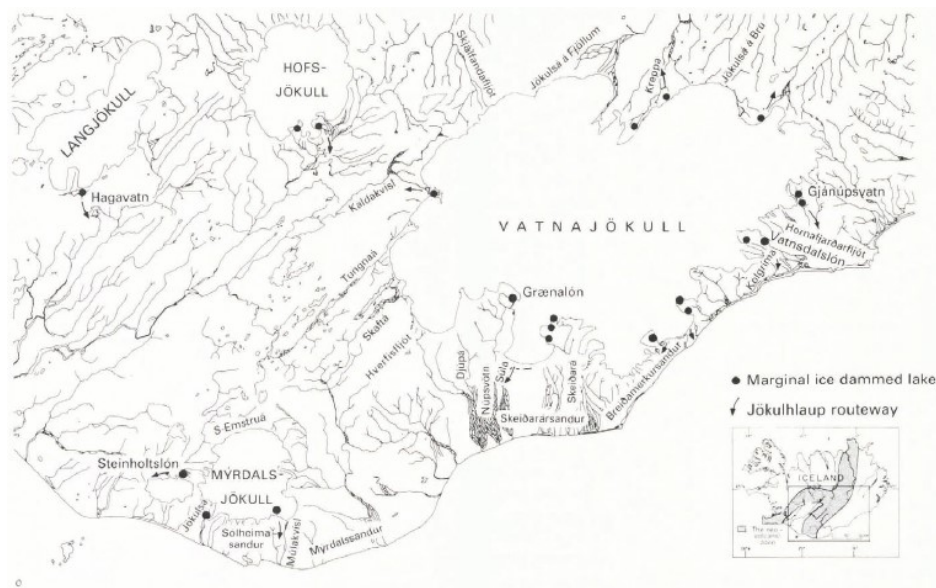 HOFS-
JÖKULL
LANGJÖKULL
Skjálfandafljót
Jökulsá á Fjöllum
Kreppa
Jökulsá á Brú
Hagavatn
Kaldakvísl
VATNAJÖKULL
Gjánúpsvatn
Hornafjarðarfljót
Vatnsdalslón
Kolgríma
Tungnaá
Grænalón
Skaftá
Hverfisfljót
Djúpá
Núpsvötn
Súla
Skeiðará
Breiðamerkursandur
Skeiðarársandur
Marginal ice dammed lake
Jökulhlaup routeway
S-Emstruá
Steinholtslón
MÝRDALS-
JÖKULL
Jökulsá
Sólheima
sandur
Múlakvísl
Mýrdalssandur
ICELAND